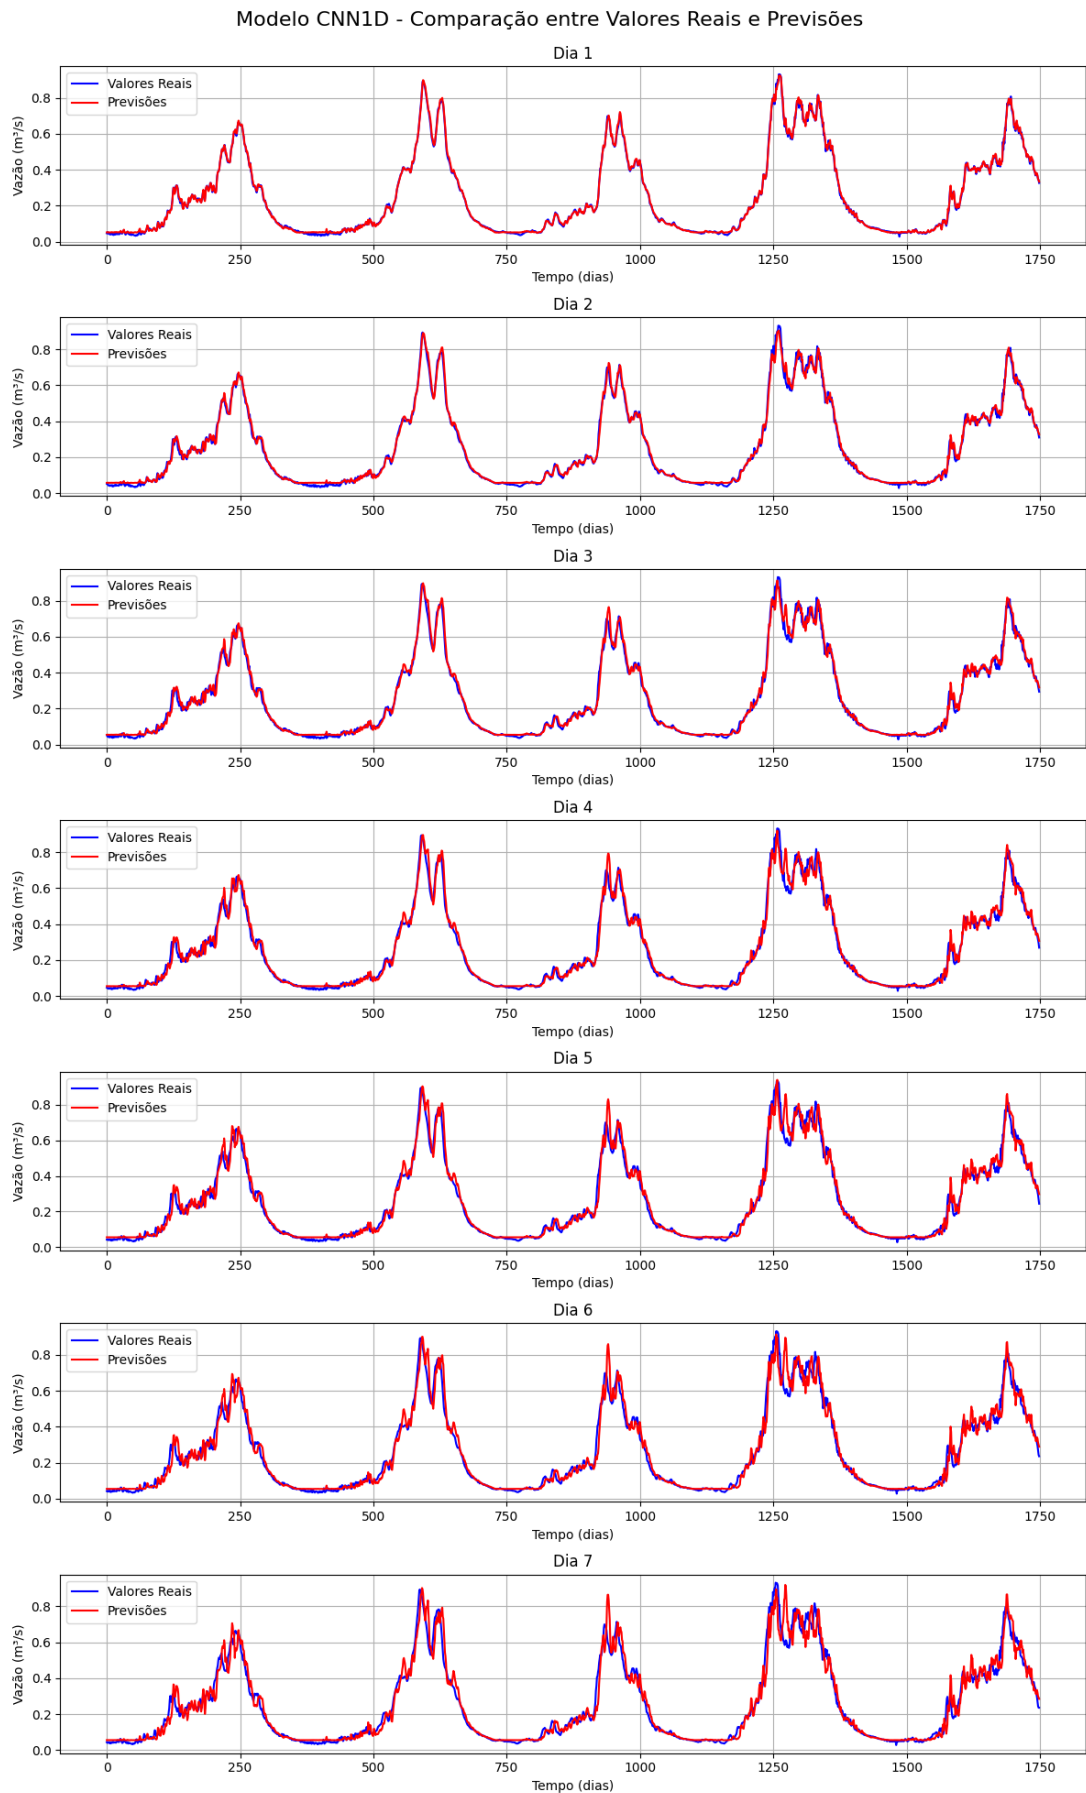 Modelo CNN1D - Comparação entre Valores Reais e Previsões
Dia 1
Valores Reais
Previsões
Vazão (m³/s)
0.8
0.6
0.4
0.2
0.0
0 250 500 750 1000 1250 1500 1750
Tempo (dias)
Dia 2
Valores Reais
Previsões
Vazão (m³/s)
0.8
0.6
0.4
0.2
0.0
0 250 500 750 1000 1250 1500 1750
Tempo (dias)
Dia 3
Valores Reais
Previsões
Vazão (m³/s)
0.8
0.6
0.4
0.2
0.0
0 250 500 750 1000 1250 1500 1750
Tempo (dias)
Dia 4
Valores Reais
Previsões
Vazão (m³/s)
0.8
0.6
0.4
0.2
0.0
0 250 500 750 1000 1250 1500 1750
Tempo (dias)
Dia 5
Valores Reais
Previsões
Vazão (m³/s)
0.8
0.6
0.4
0.2
0.0
0 250 500 750 1000 1250 1500 1750
Tempo (dias)
Dia 6
Valores Reais
Previsões
Vazão (m³/s)
0.8
0.6
0.4
0.2
0.0
0 250 500 750 1000 1250 1500 1750
Tempo (dias)
Dia 7
Valores Reais
Previsões
Vazão (m³/s)
0.8
0.6
0.4
0.2
0.0
0 250 500 750 1000 1250 1500 1750
Tempo (dias)